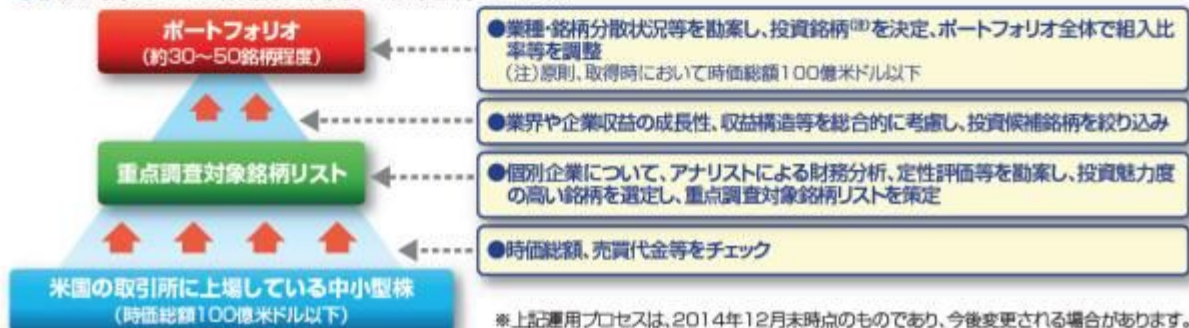 ポートフォリオ
(約30〜50銘柄程度)
●業種・銘柄分散状況等を勘案し、投資銘柄(注)を決定、ポートフォリオ全体で組入比
率等を調整
(注)原則、取得時において時価総額100億米ドル以下
●業界や企業収益の成長性、収益構造等を総合的に考慮し、投資候補銘柄を絞り込み
重点調査対象銘柄リスト
●個別企業について、アナリストによる財務分析、定性評価等を勘案し、投資魅力度
の高い銘柄を選定し、重点調査対象銘柄リストを策定
●時価総額、売買代金等をチェック
米国の取引所に上場している中小型株
(時価総額100億米ドル以下)
※上記運用プロセスは、2014年12月末時点のものであり、今後変更される場合があります。